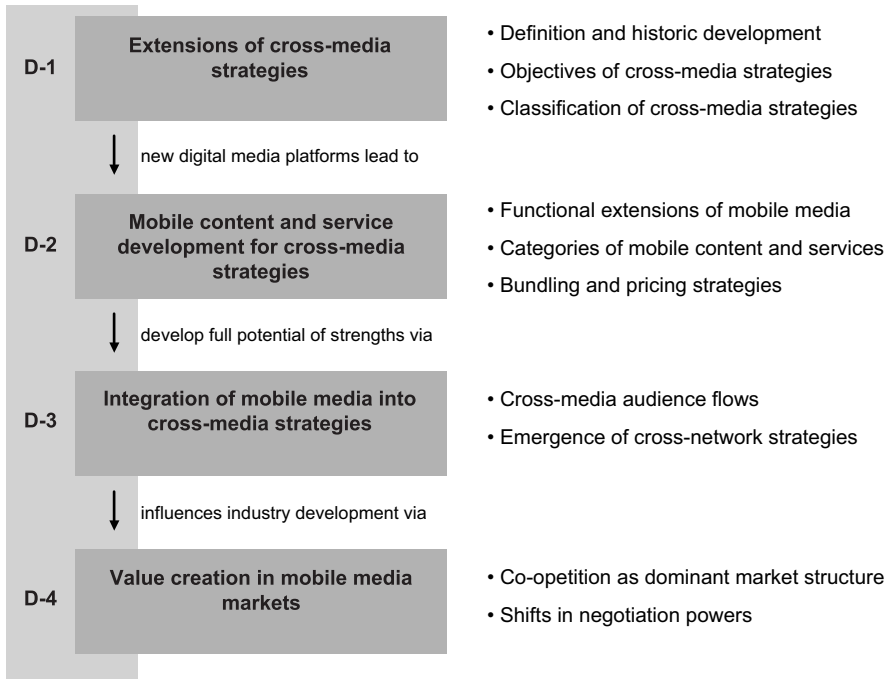 D-1
Extensions of cross-media
strategies
• Definition and historic development
• Objectives of cross-media strategies
• Classification of cross-media strategies
new digital media platforms lead to
D-2
Mobile content and service
development for cross-media
strategies
• Functional extensions of mobile media
• Categories of mobile content and services
• Bundling and pricing strategies
develop full potential of strengths via
D-3
Integration of mobile media into
cross-media strategies
• Cross-media audience flows
• Emergence of cross-network strategies
influences industry development via
D-4
Value creation in mobile media
markets
• Co-opetition as dominant market structure
• Shifts in negotiation powers